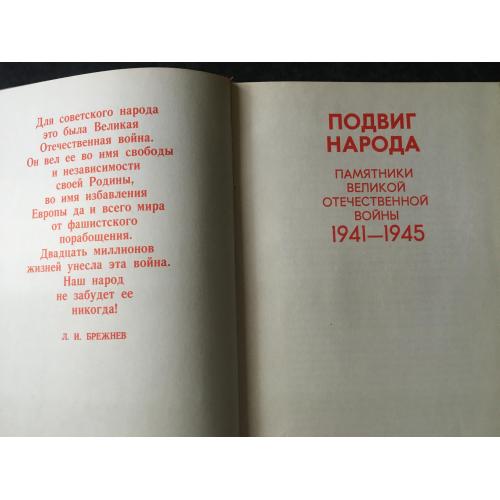 Для советского народа
это была Великая
Отечественная война.
Он вел ее во имя свободы
и независимости
своей Родины,
во имя избавления
Европы да и всего мира
от фашистского
порабощения.
Двадцать миллионов
жизней унесла эта война.
Наш народ
не забудет ее
никогда!
Л. И. БРЕЖНЕВ
ПОДВИГ
НАРОДА
ПАМЯТНИКИ
ВЕЛИКОЙ
ОТЕЧЕСТВЕННОЙ
ВОЙНЫ
1941—1945